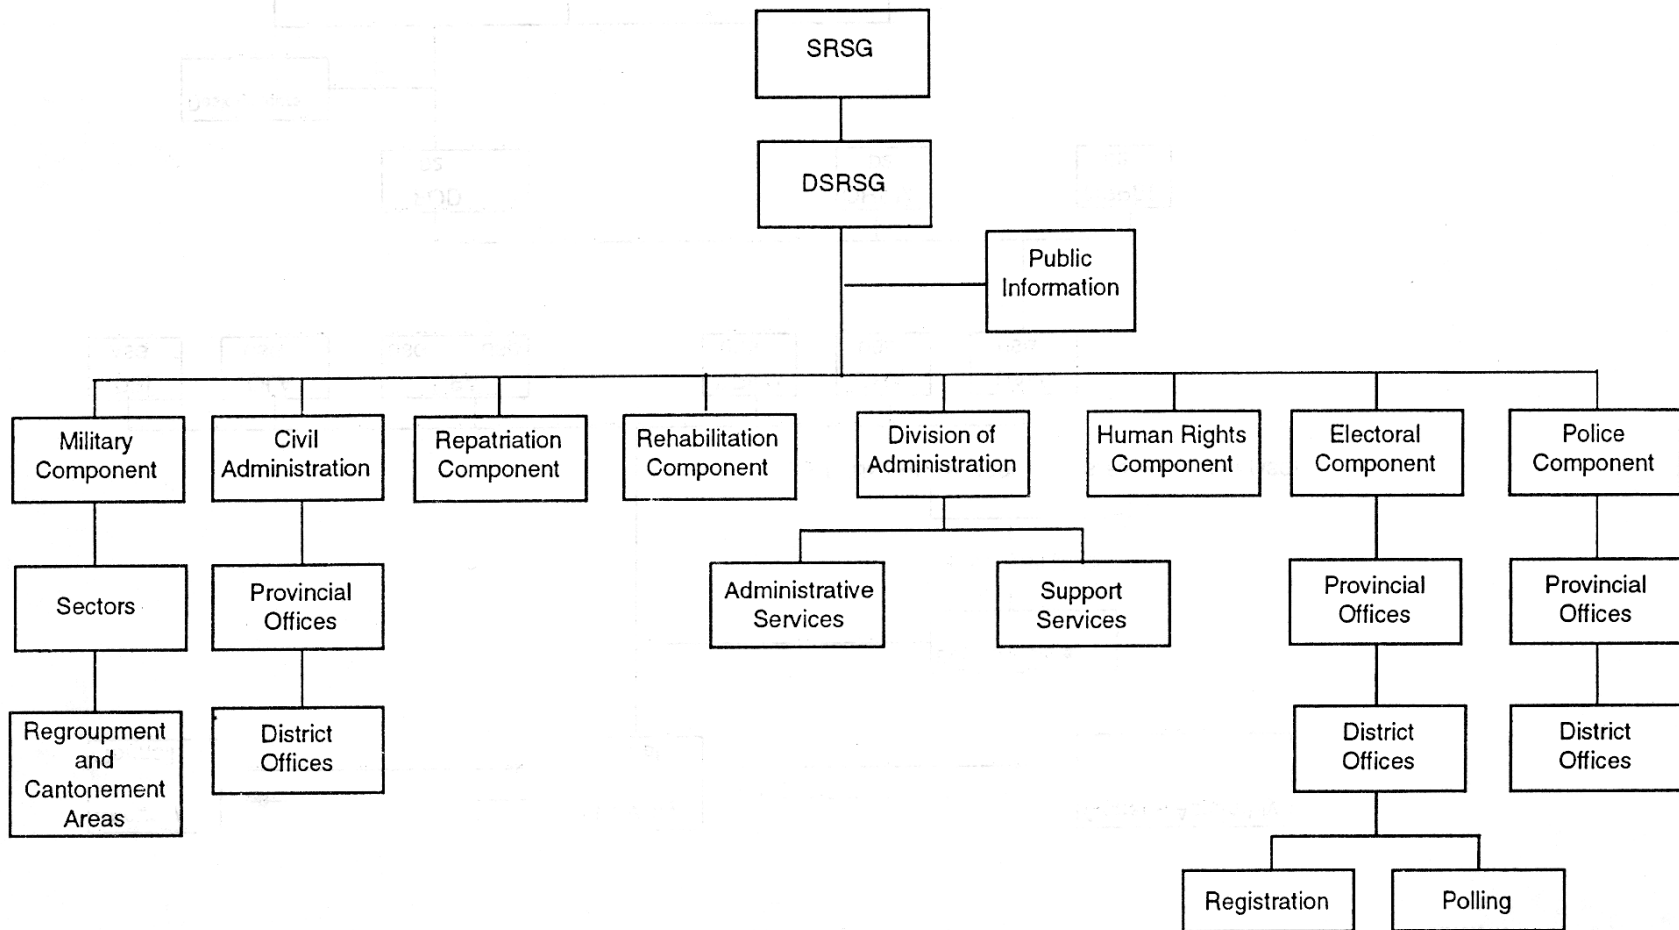 SRSG
DSRSG
Public
Information
Military
Component
Civil
Administration
Repatriation
Component
Rehabilitation
Component
Division of
Administration
Human Rights
Component
Electoral
Component
Police
Component
Sectors
Provincial
Offices
Administrative
Services
Support
Services
Provincial
Offices
Provincial
Offices
Regroupment
and
Cantonement
Areas
District
Offices
District
Offices
District
Offices
Registration
Polling